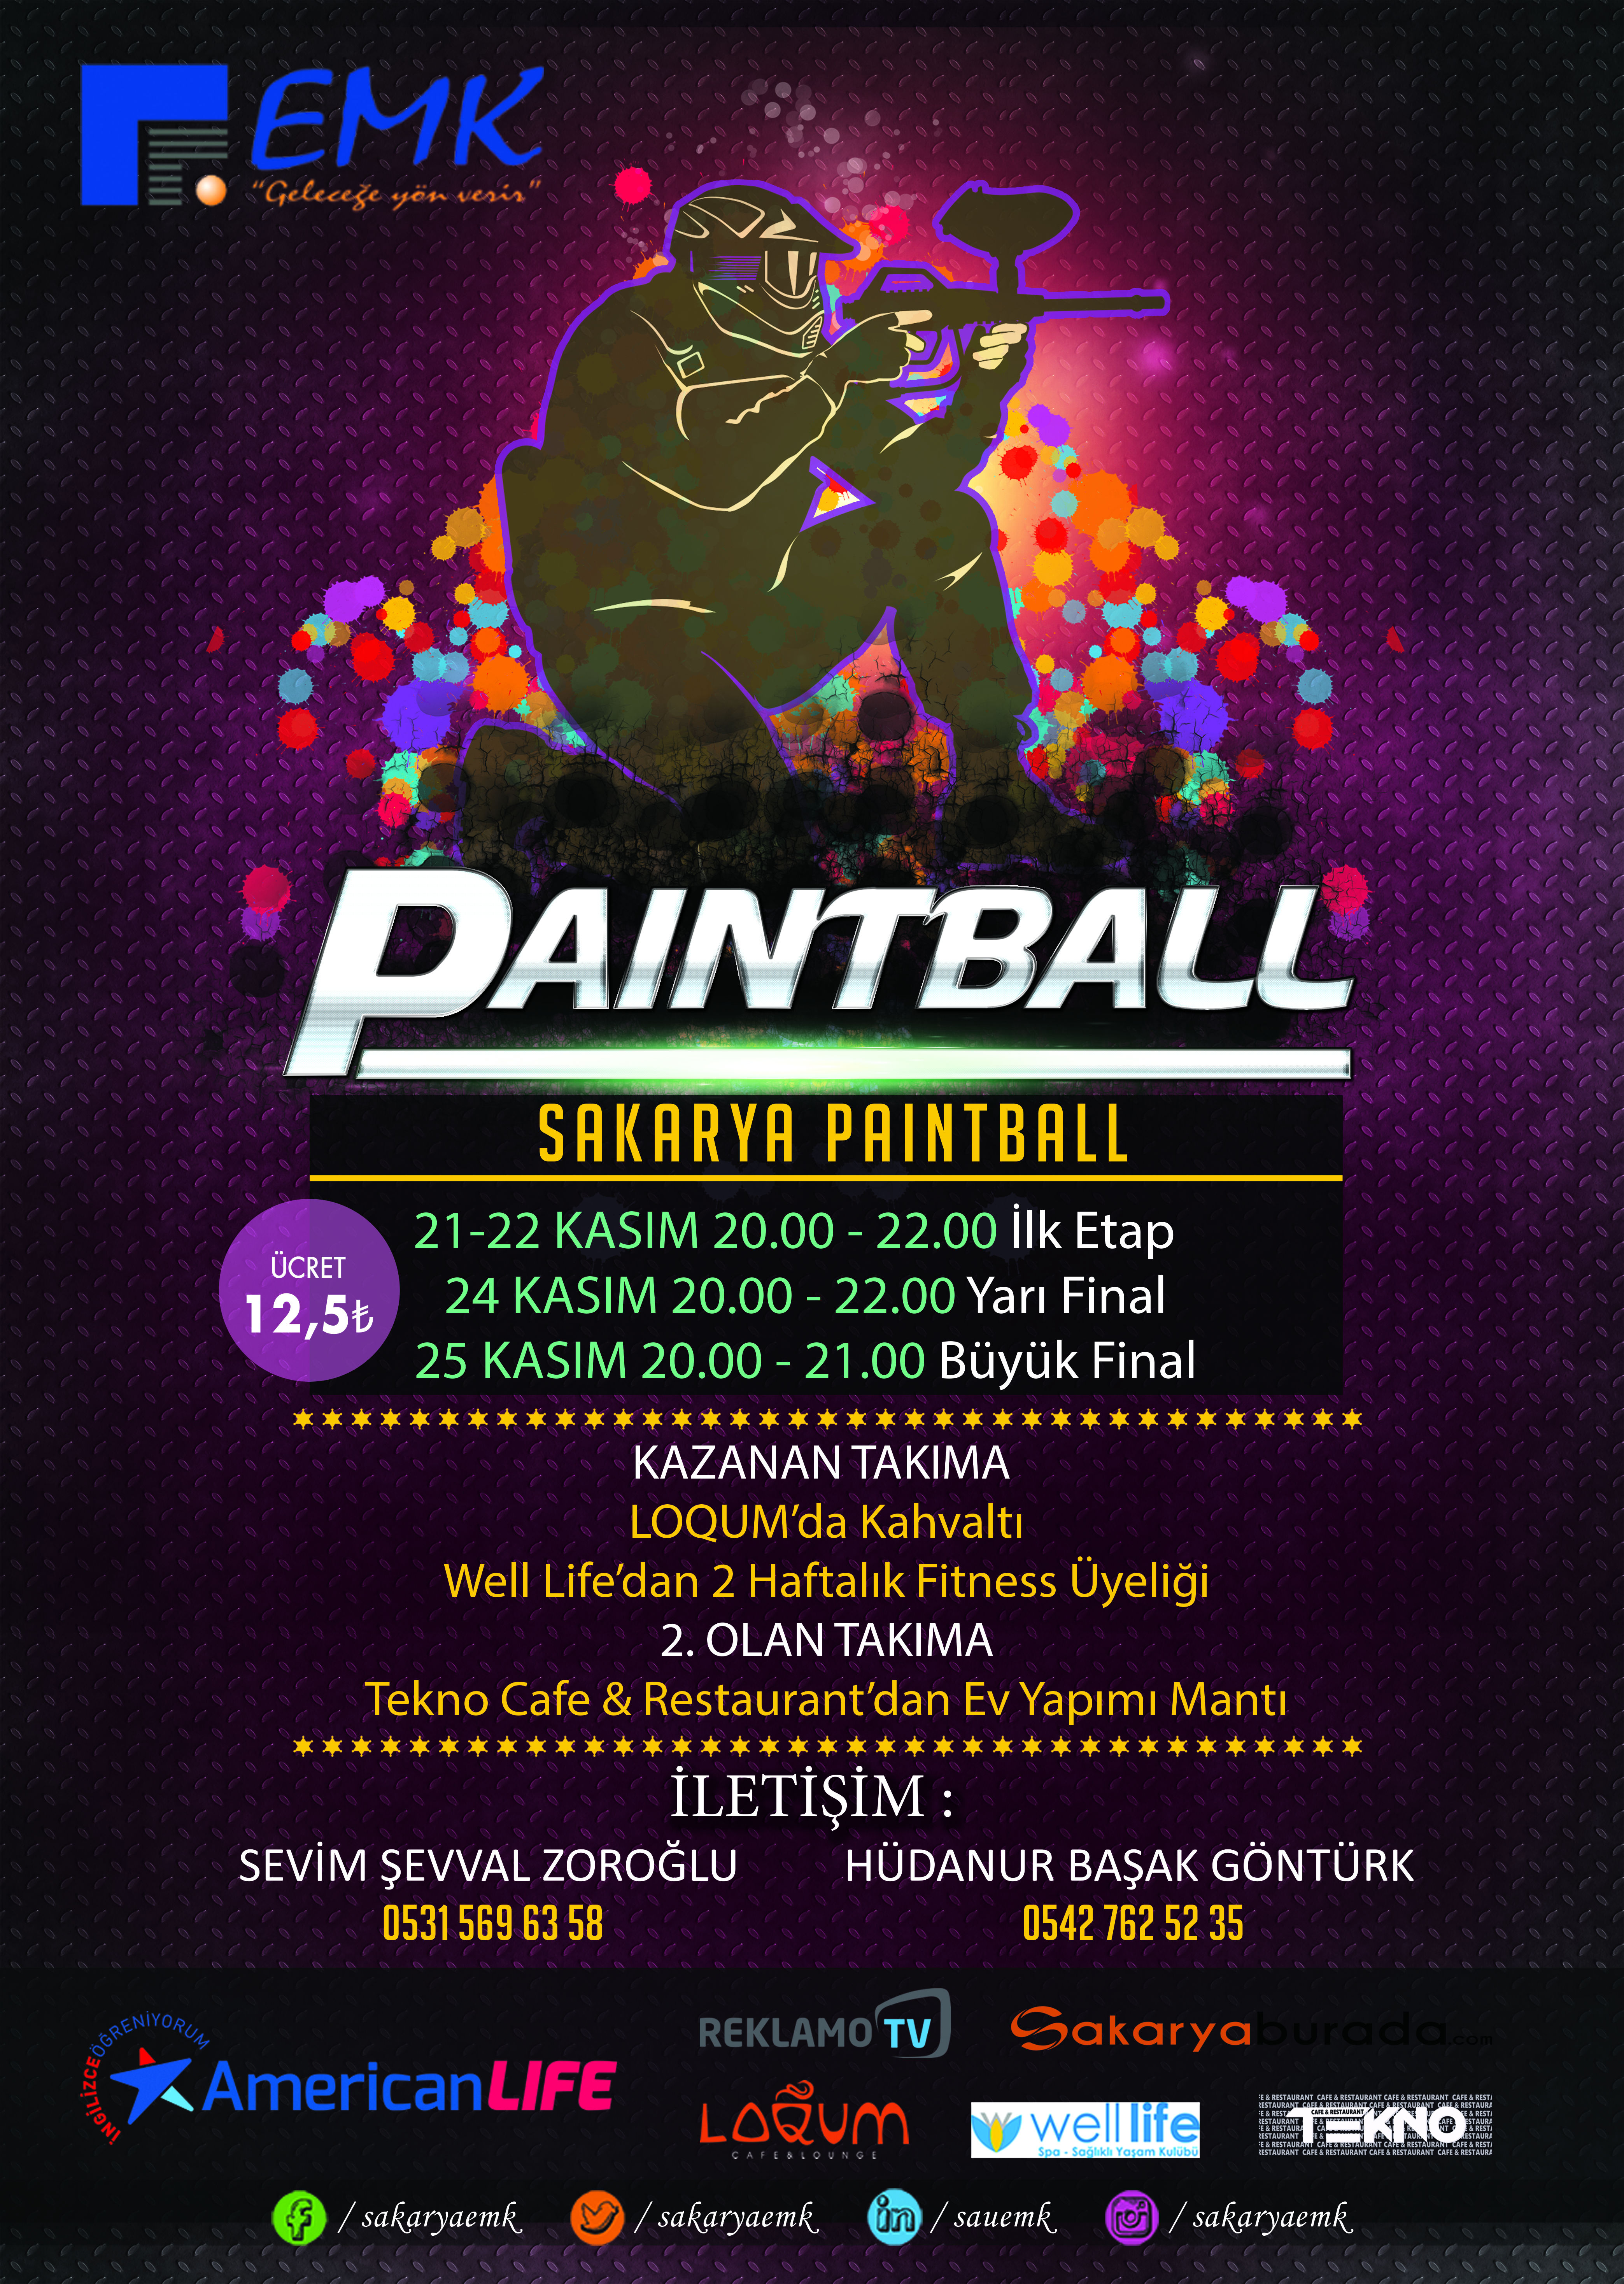 EMK
"Geleceğe yön verir"
PAINTBALL
SAKARYA PAINTBALL
ÜCRET
12,5₺
21-22 KASIM 20.00 - 22.00 İlk Etap
24 KASIM 20.00 - 22.00 Yarı Final
25 KASIM 20.00 - 21.00 Büyük Final
KAZANAN TAKIMA
LOQUM’da Kahvaltı
Well Life’dan 2 Haftalık Fitness Üyeliği
2. OLAN TAKIMA
Tekno Cafe & Restaurant’dan Ev Yapımı Mantı
İLETİŞİM :
SEVİM ŞEVVAL ZOROĞLU
0531 569 63 58
HÜDANUR BAŞAK GÖNTÜRK
0542 762 52 35
İNGİLİZCE ÖĞRENİYORUM
AmericanLIFE
REKLAMO TV
Sakaryaburada.com
LOQUM
CAFE&LOUNGE
well life
Spa - Sağlıklı Yaşam Kulübü
CAFE & RESTAURANT
TEKNO
/ sakaryaemk
/ sakaryaemk
/ sauemk
/ sakaryaemk